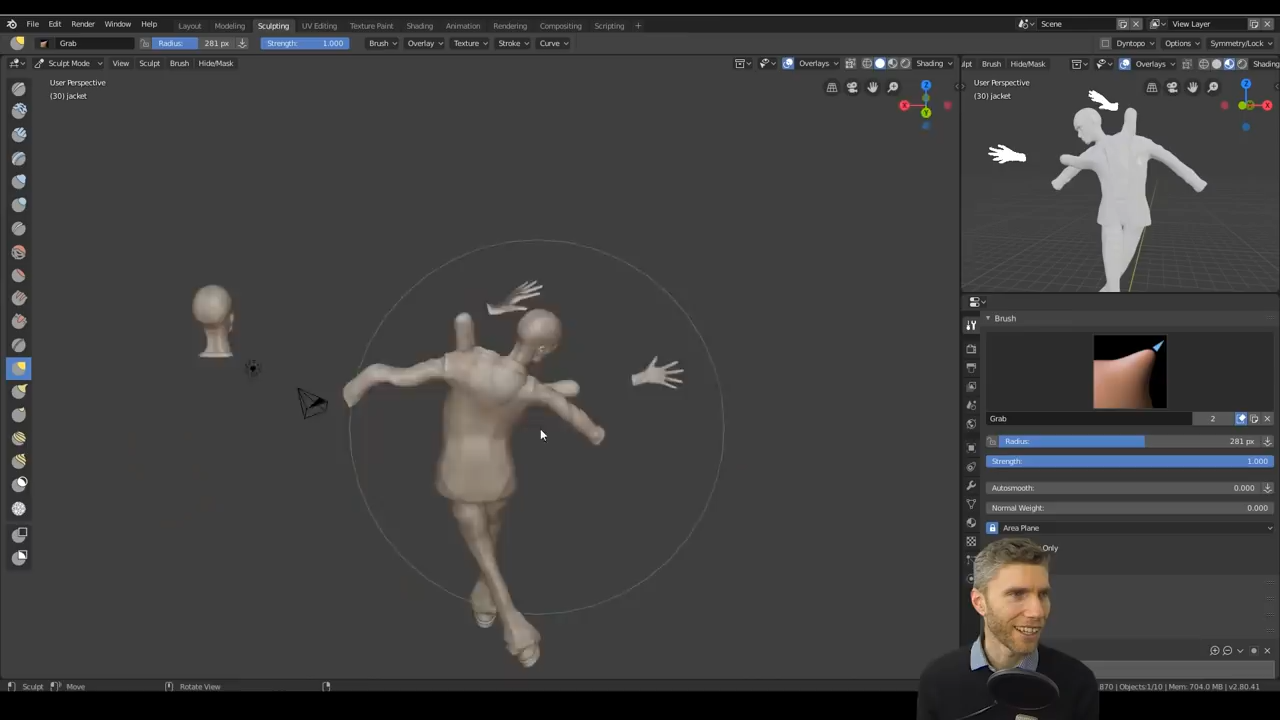 File Edit Render Window Help Layout Modeling Sculpting UV Editing Texture Paint Shading Animation Rendering Compositing Scripting + Scene View Layer
Grab Radius: 281 px Strength: 1.000 Brush Overlay Texture Stroke Curve Dyntopo Options Symmetry/Lock
Sculpt Mode View Sculpt Brush Hide/Mask Overlays Shading lpt Brush Hide/Mask Overlays Shading
User Perspective
(30) jacket
Z
X
Y
User Perspective
(30) jacket
Z
X
Brush
Grab 2
Radius: 281 px
Strength: 1.000
Autosmooth: 0.000
Normal Weight: 0.000
Area Plane
Only
Sculpt Move Rotate View 870 | Objects:1/10 | Mem: 704.0 MB | v2.80.41